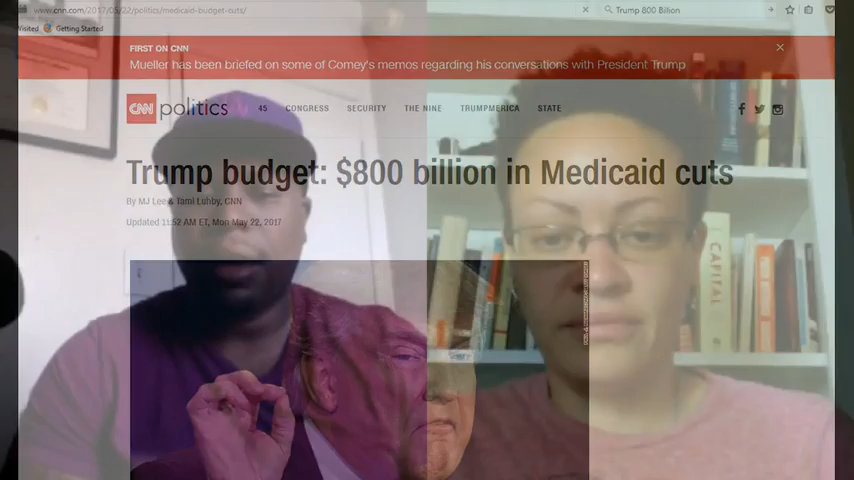 www.cnn.com/2017/05/22/politics/medicaid-budget-cuts/
Trump 800 Billion
Visited
Getting Started
FIRST ON CNN
Mueller has been briefed on some of Comey's memos regarding his conversations with President Trump
CNN politics 45 CONGRESS SECURITY THE NINE TRUMPMERICA STATE
Trump budget: $800 billion in Medicaid cuts
By MJ Lee & Tami Luhby, CNN
Updated 11:52 AM ET, Mon May 22, 2017
CAPITAL